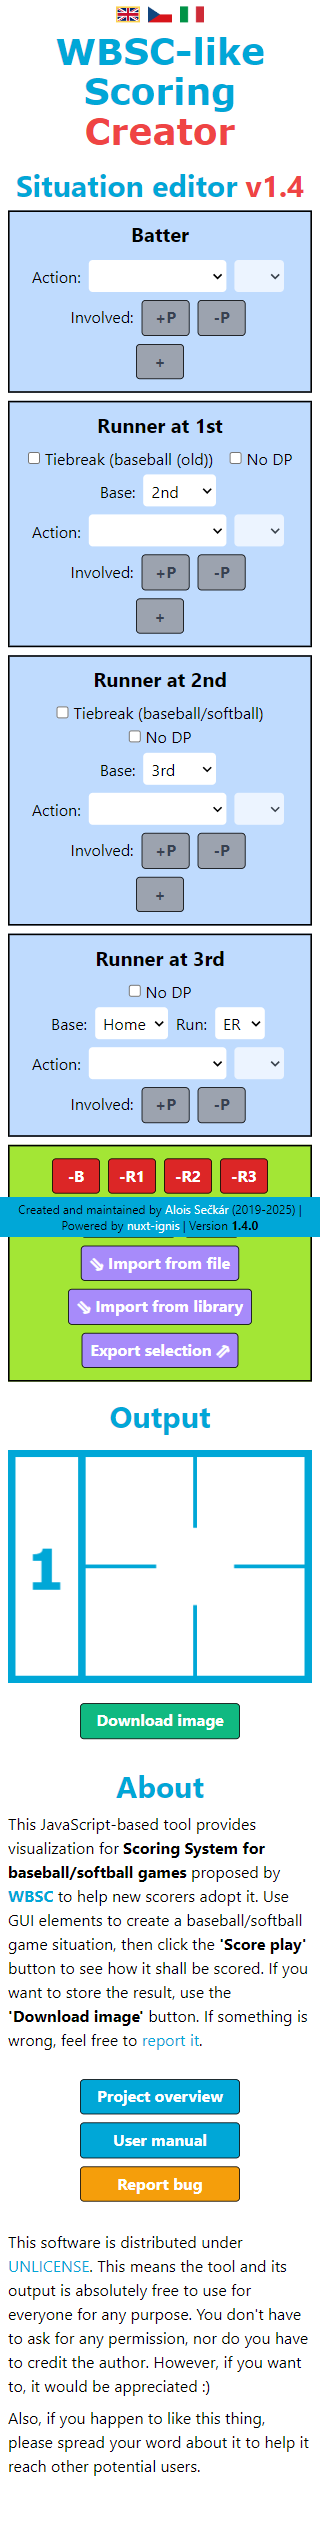 WBSC-like
Scoring
Creator
Situation editor v1.4
Batter
Action:
Involved: +P -P
+
Runner at 1st
Tiebreak (baseball (old)) No DP
Base: 2nd
Action:
Involved: +P -P
+
Runner at 2nd
Tiebreak (baseball/softball)
No DP
Base: 3rd
Action:
Involved: +P -P
+
Runner at 3rd
No DP
Base: Home Run: ER
Action:
Involved: +P -P
-B -R1 -R2 -R3
Created and maintained by Alois Sečkár (2019-2025) |
Powered by nuxt-ignis | Version 1.4.0
Import from file
Import from library
Export selection
Output
1
Download image
About
This JavaScript-based tool provides
visualization for Scoring System for
baseball/softball games proposed by
WBSC to help new scorers adopt it. Use
GUI elements to create a baseball/softball
game situation, then click the 'Score play'
button to see how it shall be scored. If you
want to store the result, use the
'Download image' button. If something is
wrong, feel free to report it.
Project overview
User manual
Report bug
This software is distributed under
UNLICENSE. This means the tool and its
output is absolutely free to use for
everyone for any purpose. You don't have
to ask for any permission, nor do you have
to credit the author. However, if you want
to, it would be appreciated :)
Also, if you happen to like this thing,
please spread your word about it to help it
reach other potential users.